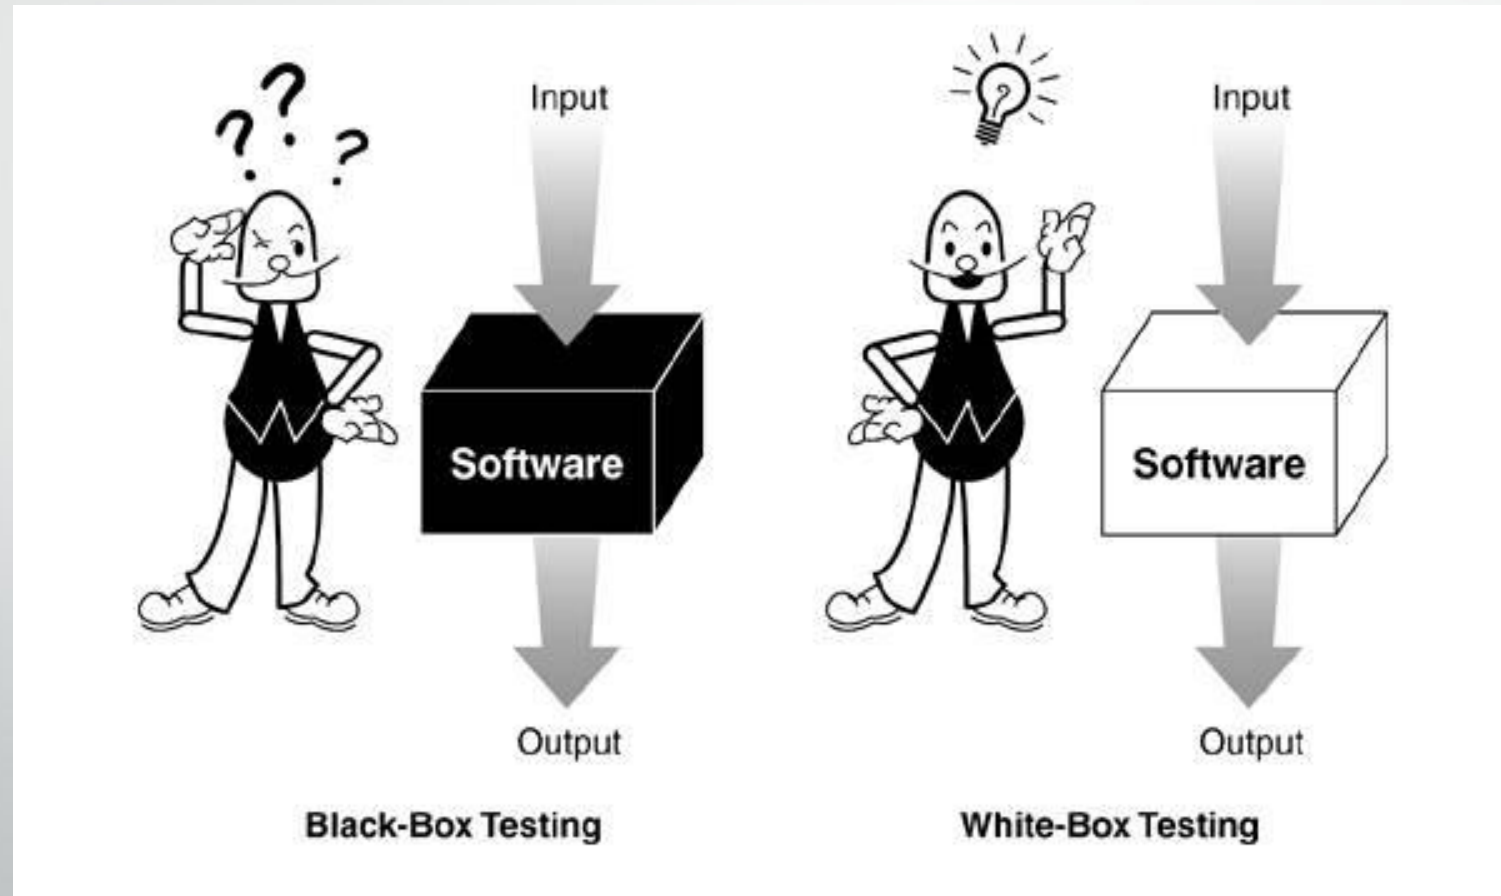 Input
Software
Output
Black-Box Testing
Input
Software
Output
White-Box Testing